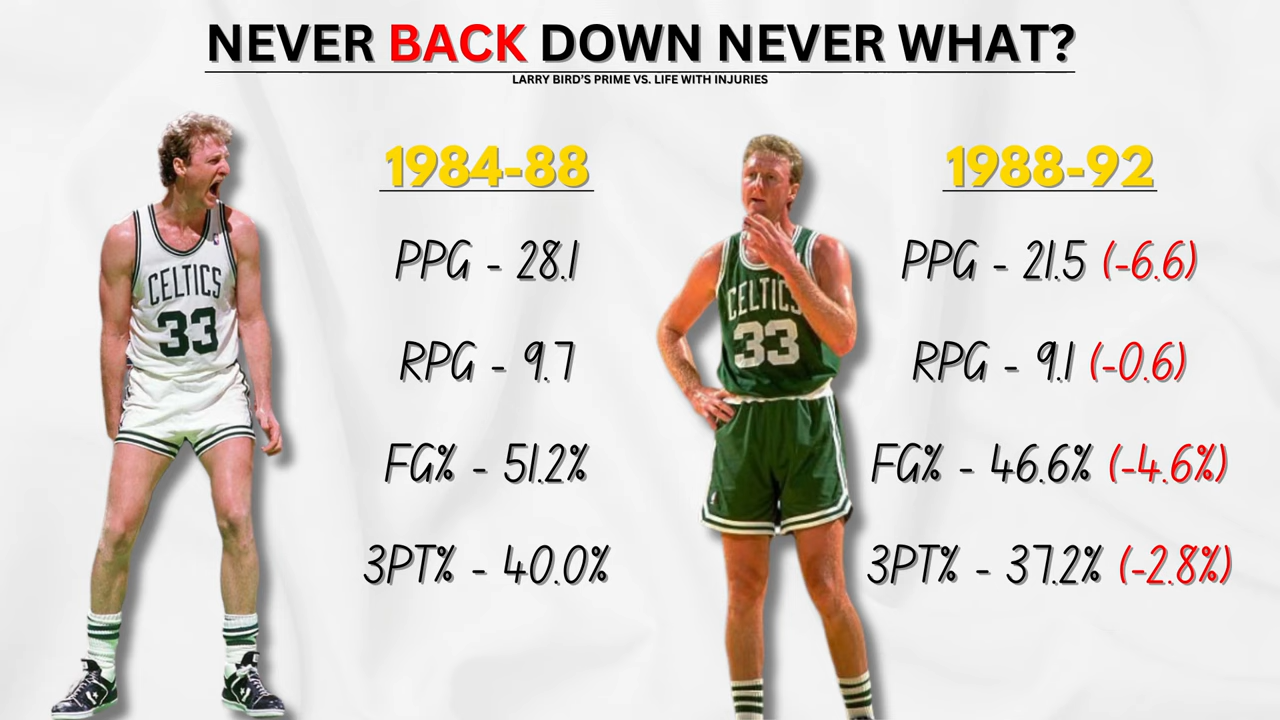 NEVER BACK DOWN NEVER WHAT?
LARRY BIRD'S PRIME VS. LIFE WITH INJURIES
1984-88
PPG - 28.1
RPG - 9.7
FG% - 51.2%
3PT% - 40.0%
CELTICS
33
1988-92
PPG - 21.5 (-6.6)
RPG - 9.1 (-0.6)
FG% - 46.6% (-4.6%)
3PT% - 37.2% (-2.8%)
CELTICS
33